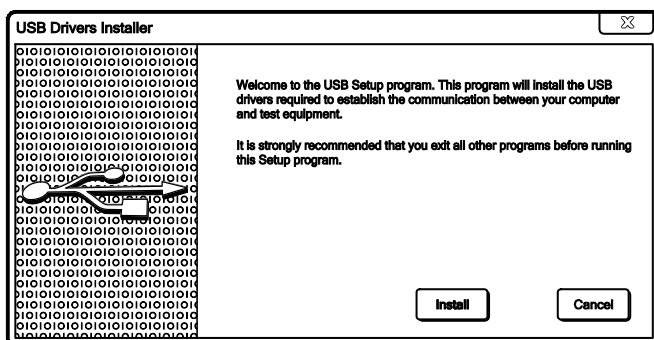 USB Drivers Installer
Welcome to the USB Setup program. This program will install the USB
drivers required to establish the communication between your computer
and test equipment.
It is strongly recommended that you exit all other programs before running
this Setup program.
Install
Cancel